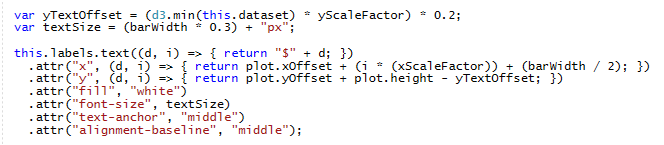 var yTextOffset = (d3.min(this.dataset) * yScaleFactor) * 0.2;
var textSize = (barWidth * 0.3) + "px";

this.labels.text((d, i) => { return "$" + d; })
  .attr("x", (d, i) => { return plot.xOffset + (i * (xScaleFactor)) + (barWidth / 2); })
  .attr("y", (d, i) => { return plot.yOffset + plot.height - yTextOffset; })
  .attr("fill", "white")
  .attr("font-size", textSize)
  .attr("text-anchor", "middle")
  .attr("alignment-baseline", "middle");